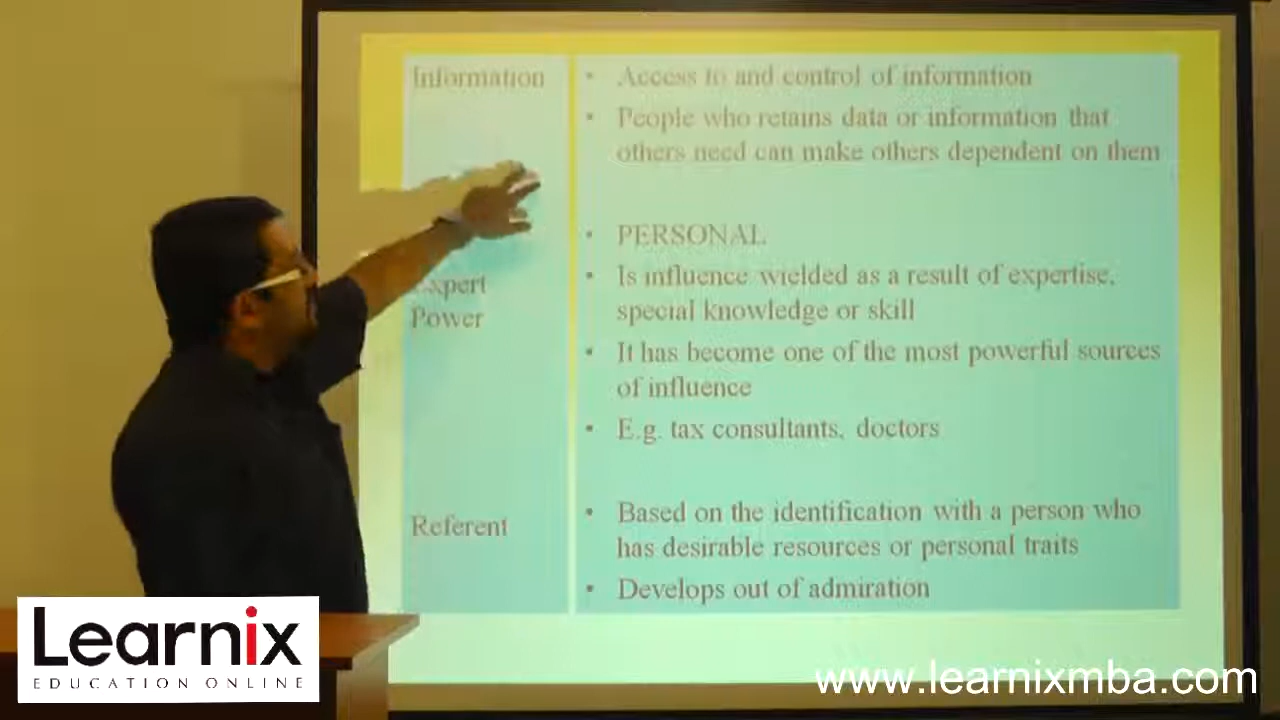 Information
• Access to and control of information
• People who retains data or information that
others need can make others dependent on them
• PERSONAL
Expert
Power
• Is influence wielded as a result of expertise,
special knowledge or skill
• It has become one of the most powerful sources
of influence
• E.g. tax consultants, doctors
Referent
• Based on the identification with a person who
has desirable resources or personal traits
• Develops out of admiration
Learnix
EDUCATION ONLINE
www.learnixmba.com